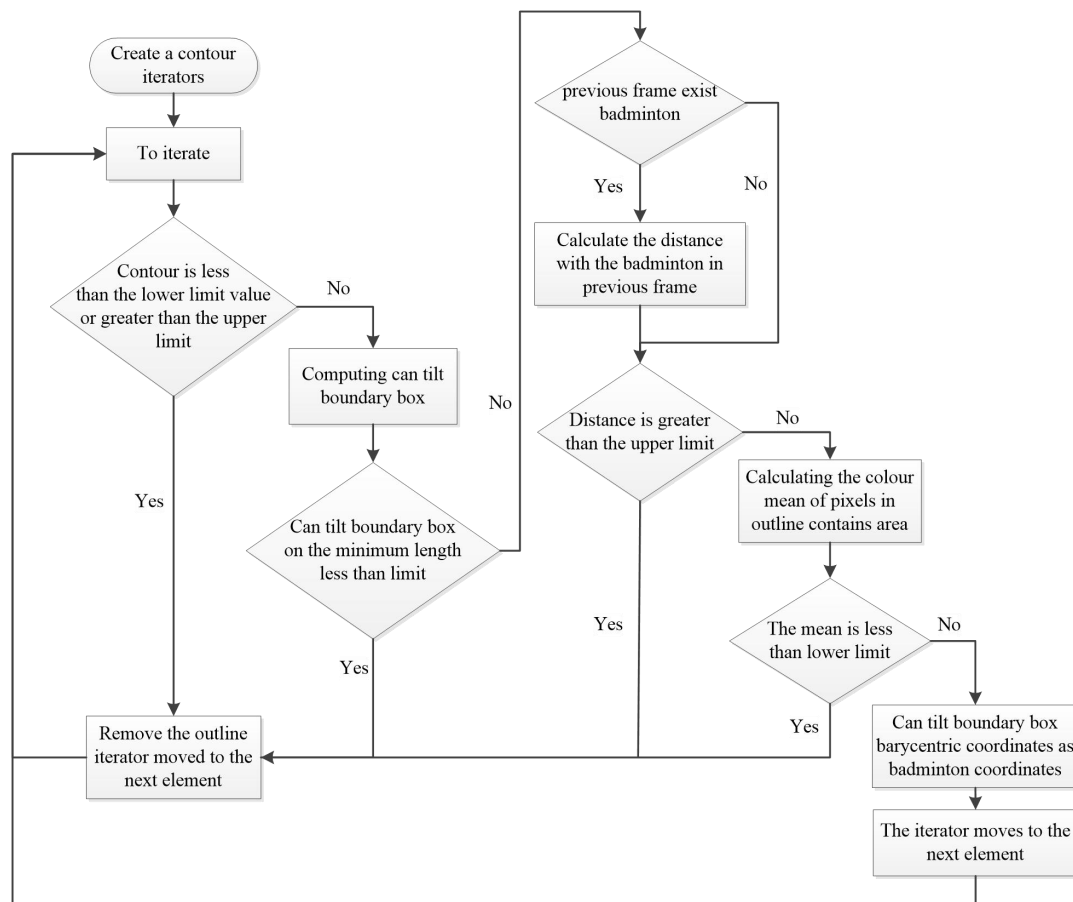 Create a contour
iterators
To iterate
Contour is less
than the lower limit value
or greater than the upper
limit
No
Yes
Computing can tilt
boundary box
Can tilt boundary box
on the minimum length
less than limit
No
Yes
Remove the outline
iterator moved to the
next element
previous frame exist
badminton
Yes
No
Calculate the distance
with the badminton in
previous frame
Distance is greater
than the upper limit
No
Yes
Calculating the colour
mean of pixels in
outline contains area
The mean is less
than lower limit
No
Yes
Can tilt boundary box
barycentric coordinates as
badminton coordinates
The iterator moves to the
next element